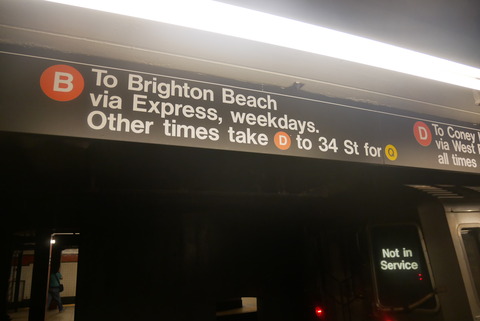 B To Brighton Beach
via Express, weekdays.
Other times take D to 34 St for Q
D To Coney
via West
all times
Not in
Service